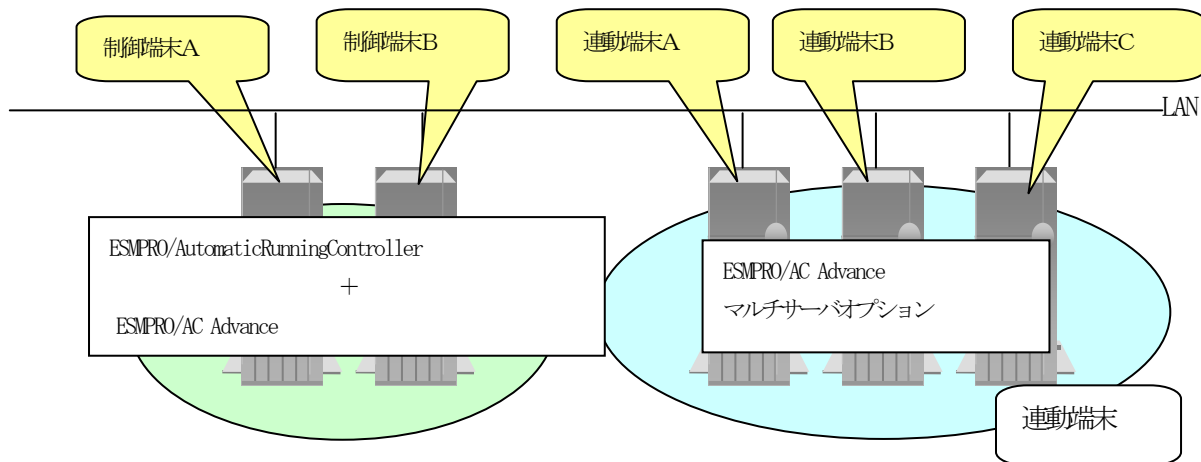 制御端末A
制御端末B
連動端末A
連動端末B
連動端末C
LAN
ESMPRO/AutomaticRunningController
+
ESMPRO/AC Advance
ESMPRO/AC Advance
マルチサーバオプション
連動端末